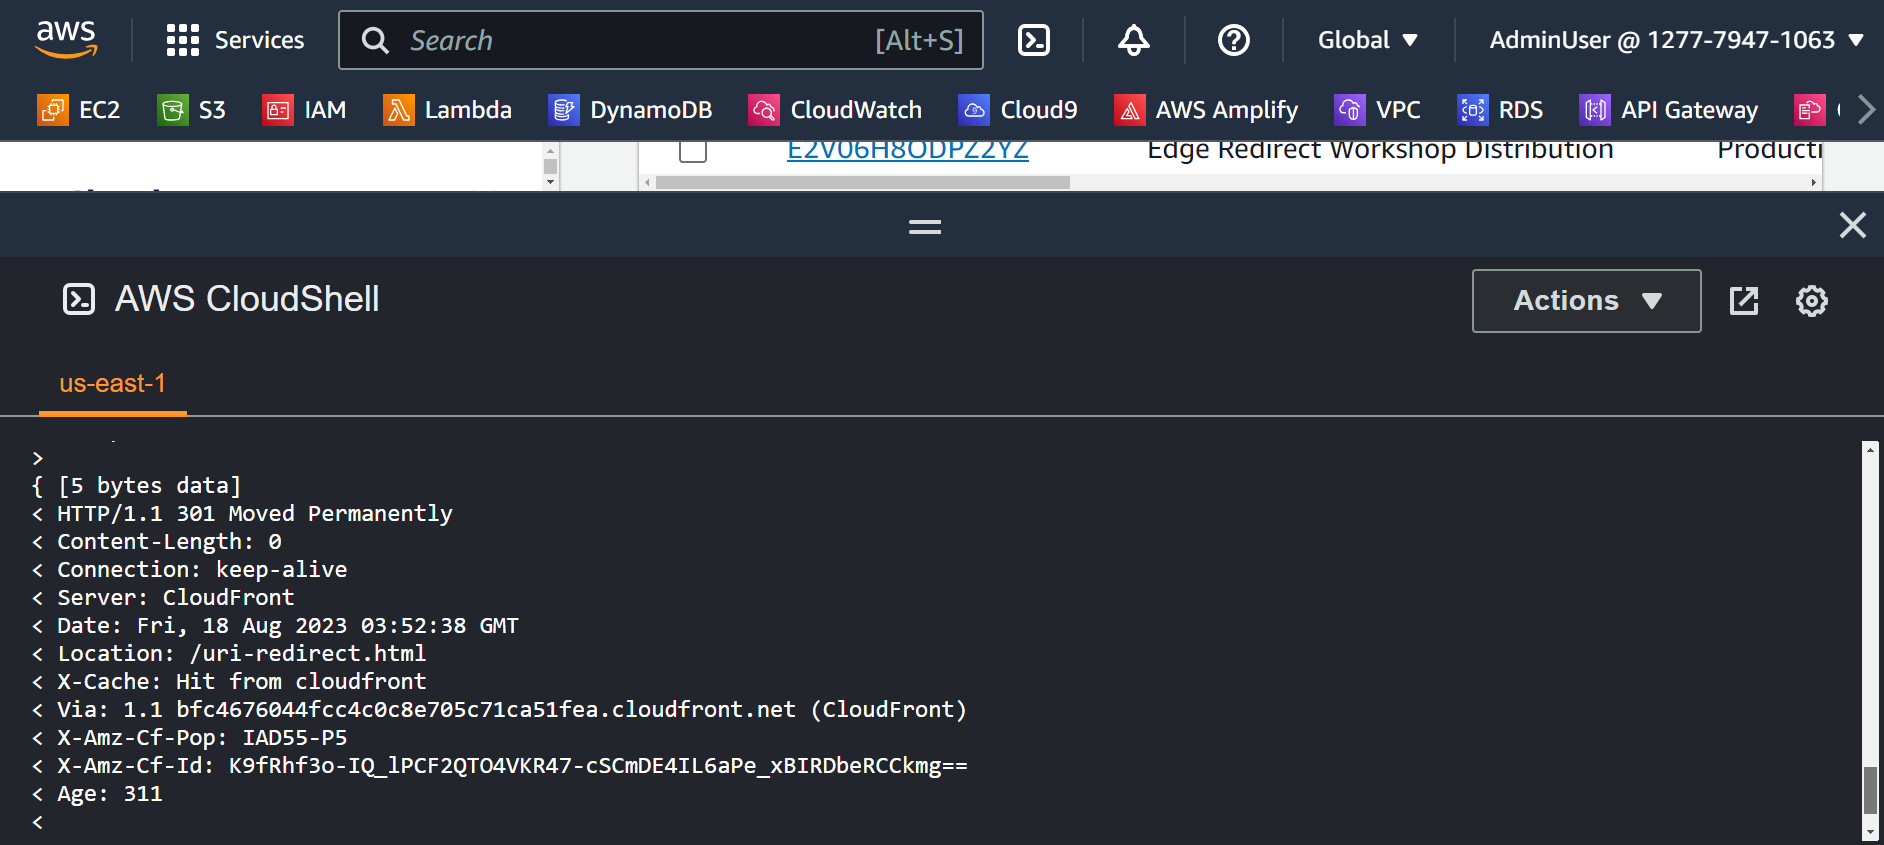 aws Services Search [Alt+S] Global AdminUser @ 1277-7947-1063
EC2 S3 IAM Lambda DynamoDB CloudWatch Cloud9 AWS Amplify VPC RDS API Gateway
E2V06H8ODPZ2YZ Edge Redirect Workshop Distribution Producti
AWS CloudShell Actions
us-east-1
>
{ [5 bytes data]
< HTTP/1.1 301 Moved Permanently
< Content-Length: 0
< Connection: keep-alive
< Server: CloudFront
< Date: Fri, 18 Aug 2023 03:52:38 GMT
< Location: /uri-redirect.html
< X-Cache: Hit from cloudfront
< Via: 1.1 bfc4676044fcc4c0c8e705c71ca51fea.cloudfront.net (CloudFront)
< X-Amz-Cf-Pop: IAD55-P5
< X-Amz-Cf-Id: K9fRhf3o-IQ_lPCF2QTO4VKR47-cSCmDE4IL6aPe_xBIRDbeRCCkmg==
< Age: 311
<